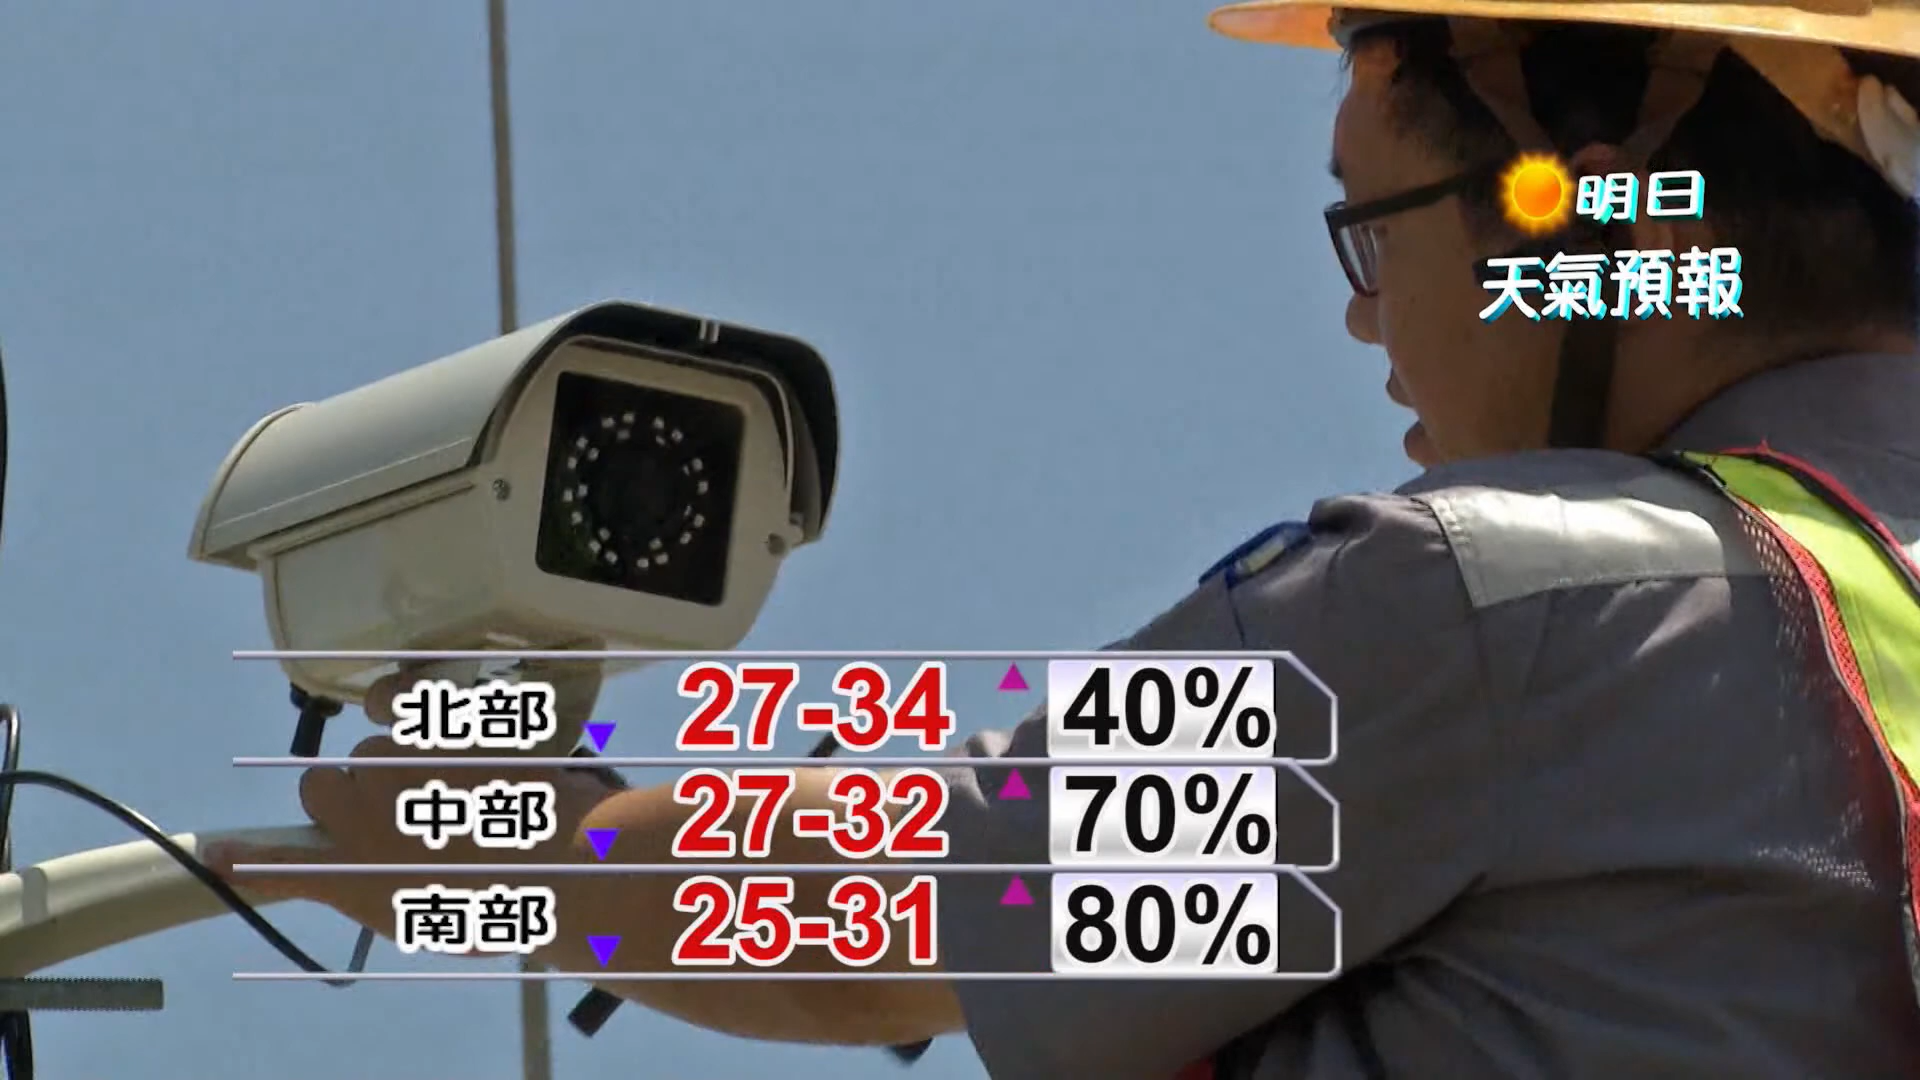 明日
天氣預報
北部 27-34 40%
中部 27-32 70%
南部 25-31 80%